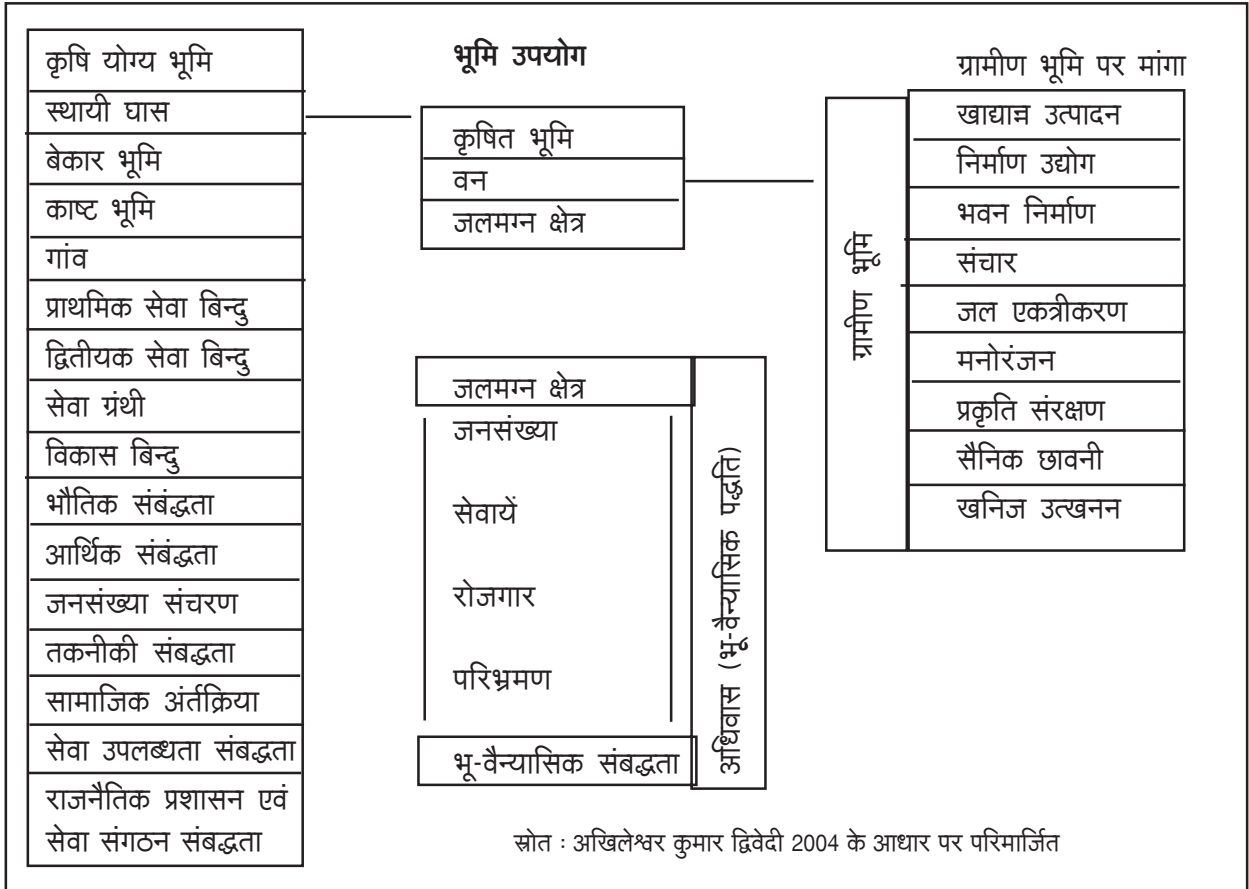 कृषि योग्य भूमि
स्थायी घास
बेकार भूमि
काष्ट भूमि
गांव
प्राथमिक सेवा बिन्दु
द्वितीयक सेवा बिन्दु
सेवा ग्रंथी
विकास बिन्दु
भौतिक संबंद्धता
आर्थिक संबंद्धता
जनसंख्या संचरण
तकनीकी संबद्धता
सामाजिक अंर्तक्रिया
सेवा उपलब्धता संबद्धता
राजनैतिक प्रशासन एवं
सेवा संगठन संबद्धता
भूमि उपयोग
कृषित भूमि
वन
जलमग्न क्षेत्र
जलमग्न क्षेत्र
जनसंख्या
सेवायें
रोजगार
परिभ्रमण
भू-वैन्यासिक संबद्धता
अधिवास (भू-वैन्यासिक पद्धति)
ग्रामीण भूमि
ग्रामीण भूमि पर मांगा
खाद्यान्न उत्पादन
निर्माण उद्योग
भवन निर्माण
संचार
जल एकत्रीकरण
मनोरंजन
प्रकृति संरक्षण
सैनिक छावनी
खनिज उत्खनन
स्रोत : अखिलेश्वर कुमार द्विवेदी 2004 के आधार पर परिमार्जित